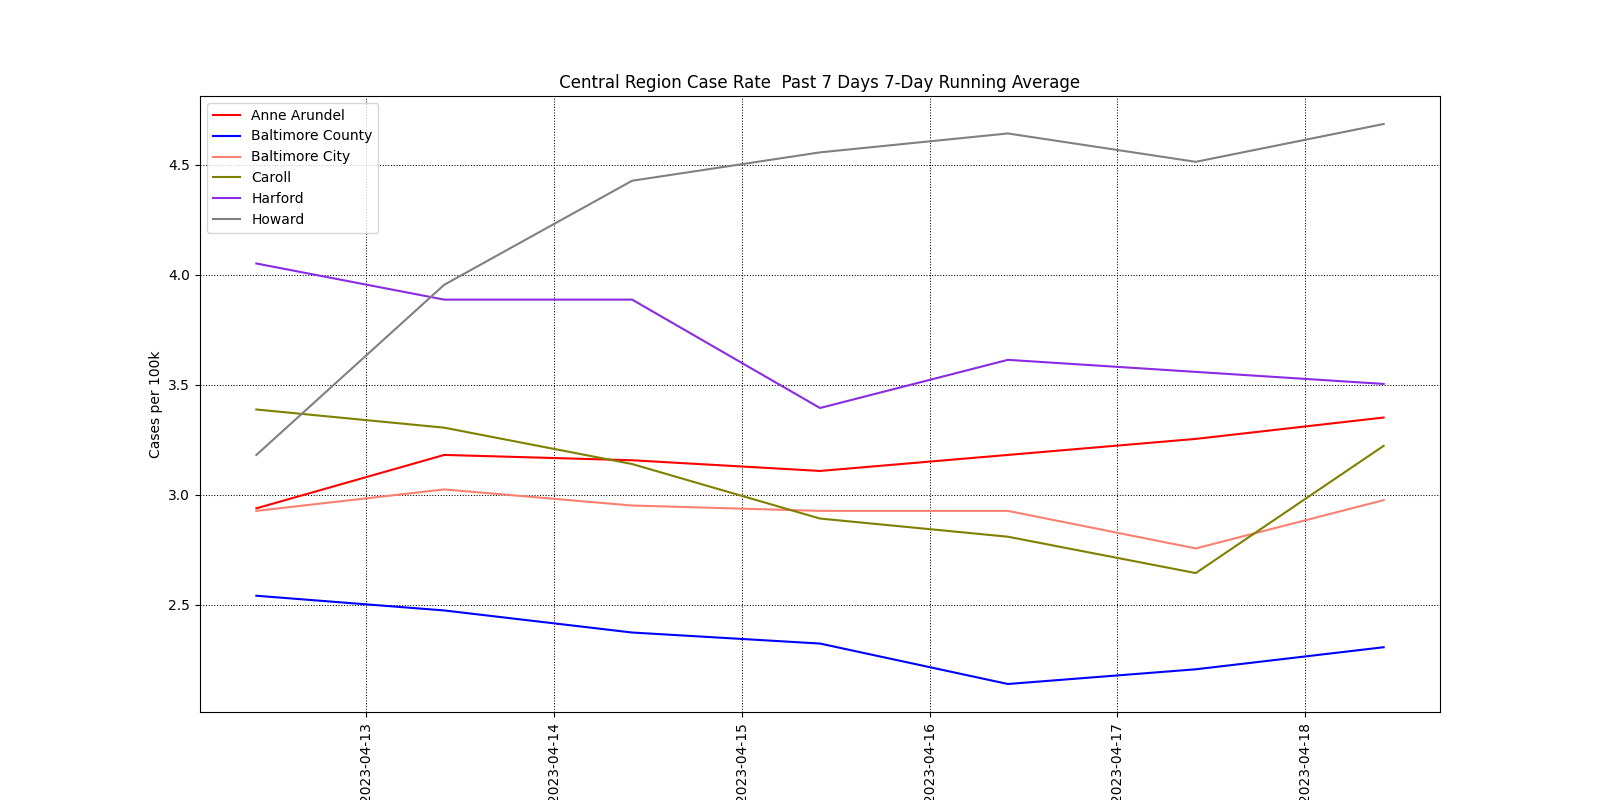 Central Region Case Rate  Past 7 Days 7-Day Running Average
Anne Arundel
Baltimore County
Baltimore City
Caroll
Harford
Howard
Cases per 100k
4.5
4.0
3.5
3.0
2.5
2023-04-13
2023-04-14
2023-04-15
2023-04-16
2023-04-17
2023-04-18